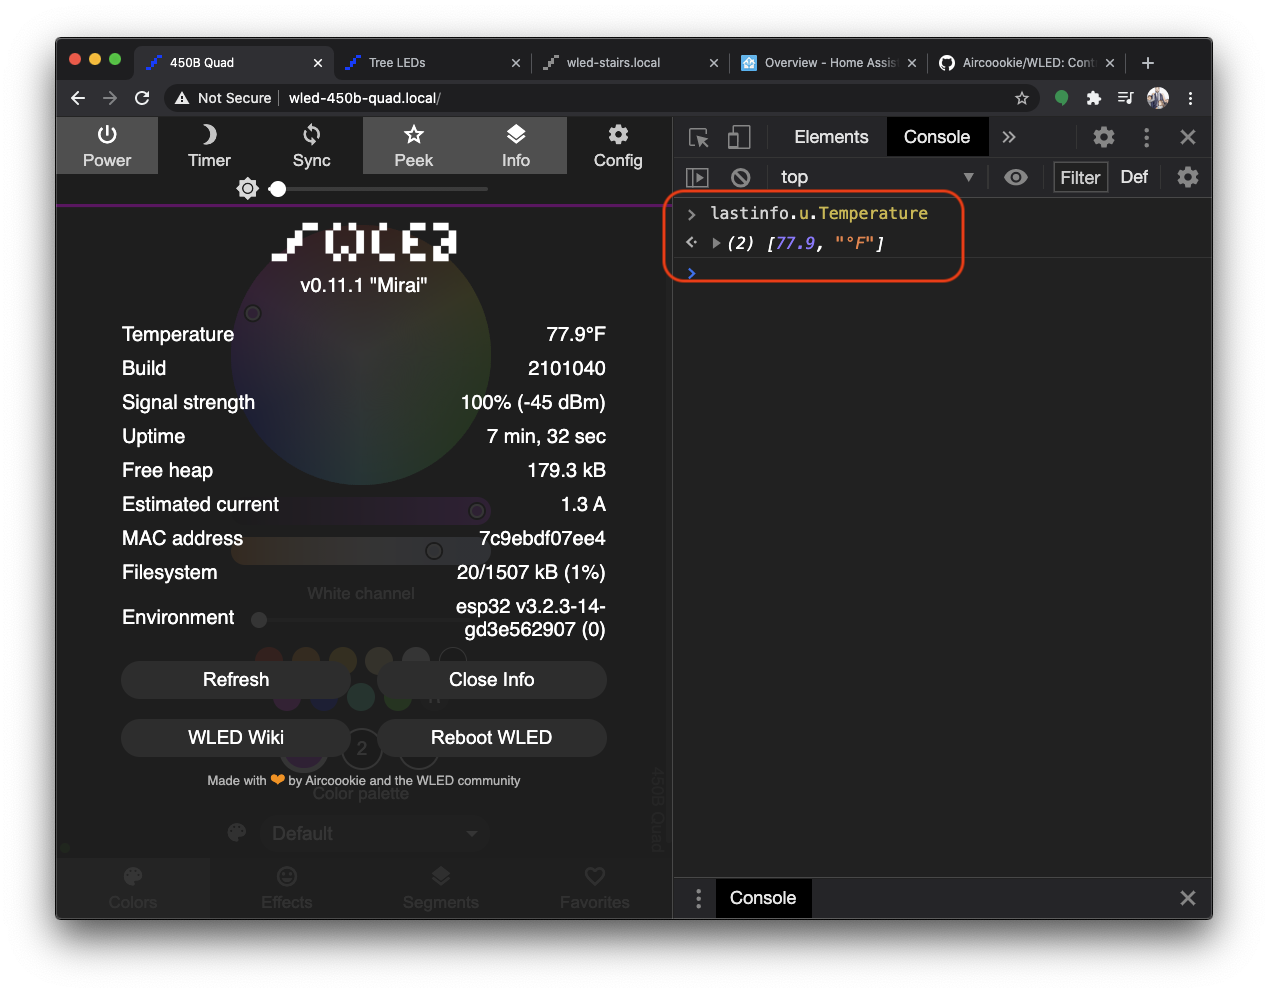 450B Quad
Tree LEDs
wled-stairs.local
Overview - Home Assis
Aircoookie/WLED: Cont
Not Secure
wled-450b-quad.local/
Power
Timer
Sync
Peek
Info
Config
WLED
v0.11.1 "Mirai"
Temperature 77.9°F
Build 2101040
Signal strength 100% (-45 dBm)
Uptime 7 min, 32 sec
Free heap 179.3 kB
Estimated current 1.3 A
MAC address 7c9ebdf07ee4
Filesystem 20/1507 kB (1%)
White channel
Environment esp32 v3.2.3-14-
gd3e562907 (0)
Refresh
Close Info
WLED Wiki
Reboot WLED
2
Made with ❤ by Aircoookie and the WLED community
Color palette
450B Quad
Default
Colors
Effects
Segments
Favorites
Elements
Console
»
top
Filter
Def
> lastinfo.u.Temperature
(2) [77.9, "°F"]
>
Console